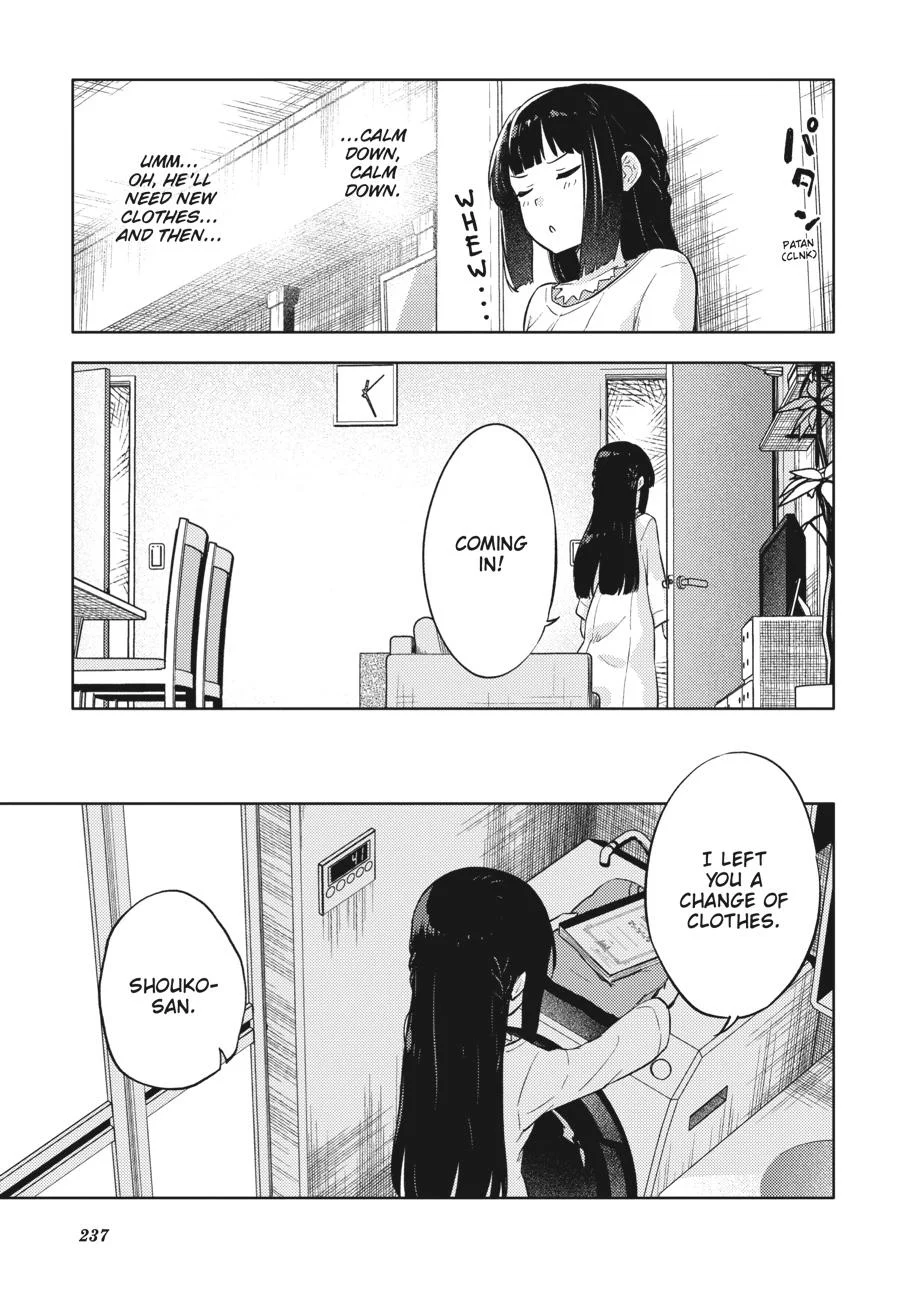 パタン
PATAN
(CLNK)
WHEW...
...CALM
DOWN,
CALM
DOWN.
UMM...
OH, HE'LL
NEED NEW
CLOTHES...
AND THEN...
COMING
IN!
I LEFT
YOU A
CHANGE OF
CLOTHES.
41
SHOUKO-
SAN.
237